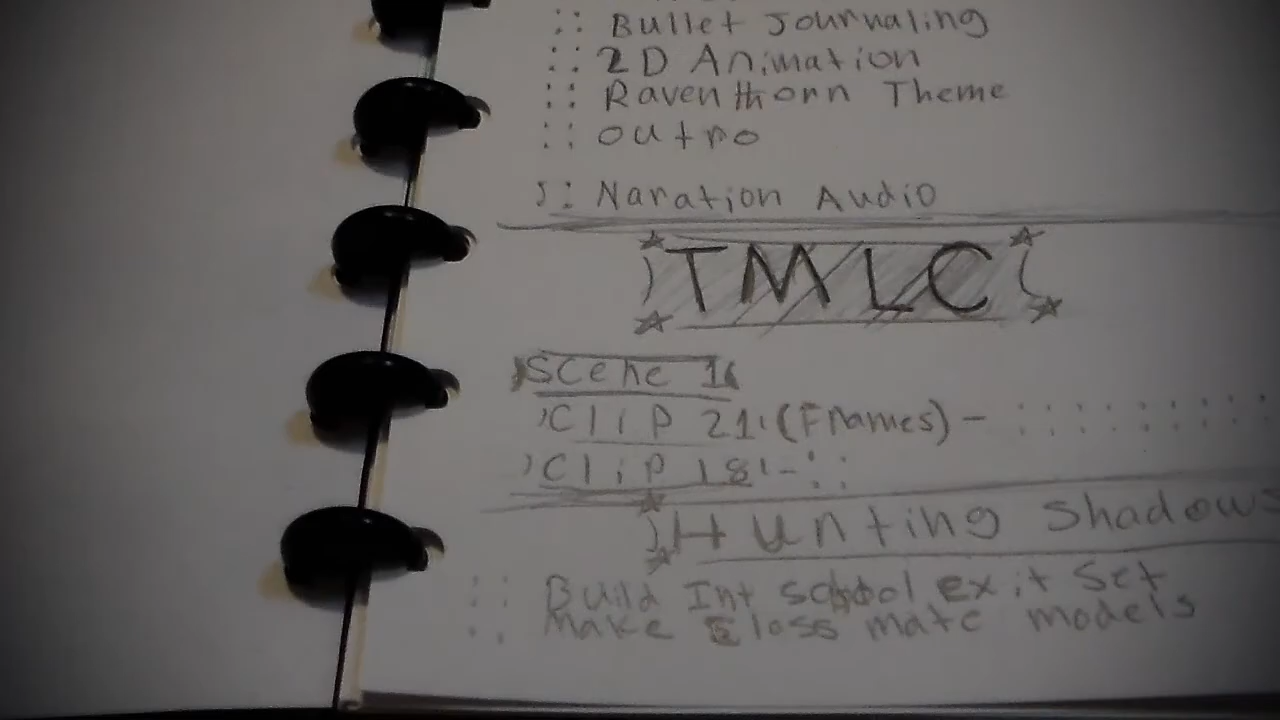 :: Bullet Journaling
:: 2D Animation
:: Raventhorn Theme
:: outro
:: Naration Audio
TMLC
Scene 1
Clip 21: (Frames) - : : : : : : : : :
Clip 18: - : :
Hunting Shadows
:: Build Int school exit Set
:: Make Class mate models